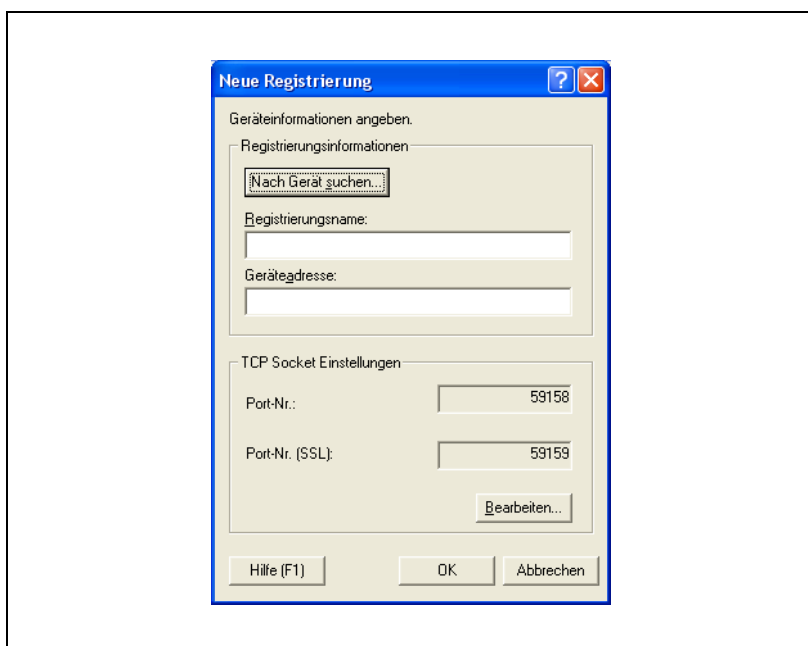 Neue Registrierung
Geräteinformationen angeben.
Registrierungsinformationen
Nach Gerät suchen...
Registrierungsname:
Geräteadresse:
TCP Socket Einstellungen
Port-Nr.: 59158
Port-Nr. (SSL): 59159
Bearbeiten...
Hilfe (F1) OK Abbrechen